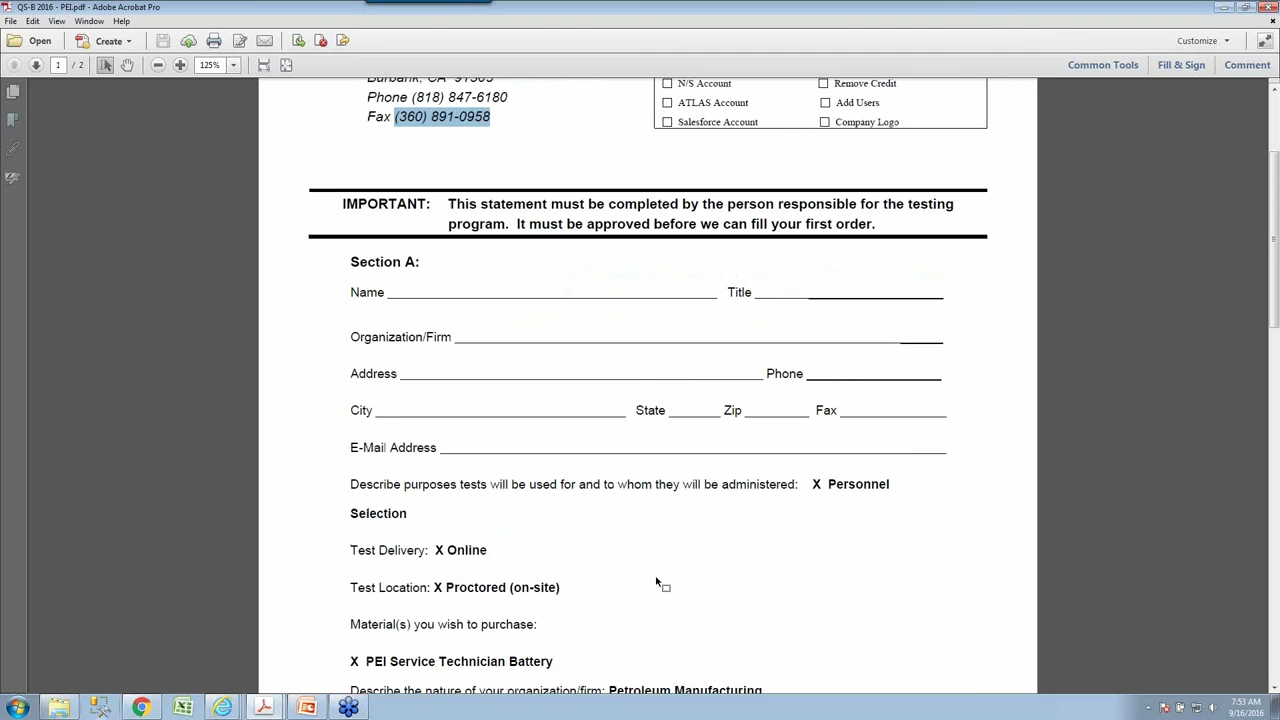 QS-B 2016 - PEI.pdf - Adobe Acrobat Pro
File Edit View Window Help
Open Create Customize
1 / 2 125% Common Tools Fill & Sign Comment
Burbank, CA 91505
Phone (818) 847-6180
Fax (360) 891-0958
N/S Account Remove Credit
ATLAS Account Add Users
Salesforce Account Company Logo
IMPORTANT: This statement must be completed by the person responsible for the testing
program. It must be approved before we can fill your first order.
Section A:
Name Title
Organization/Firm
Address Phone
City State Zip Fax
E-Mail Address
Describe purposes tests will be used for and to whom they will be administered: X Personnel
Selection
Test Delivery: X Online
Test Location: X Proctored (on-site)
Material(s) you wish to purchase:
X PEI Service Technician Battery
Describe the nature of your organization/firm: Petroleum Manufacturing
7:53 AM
9/16/2016